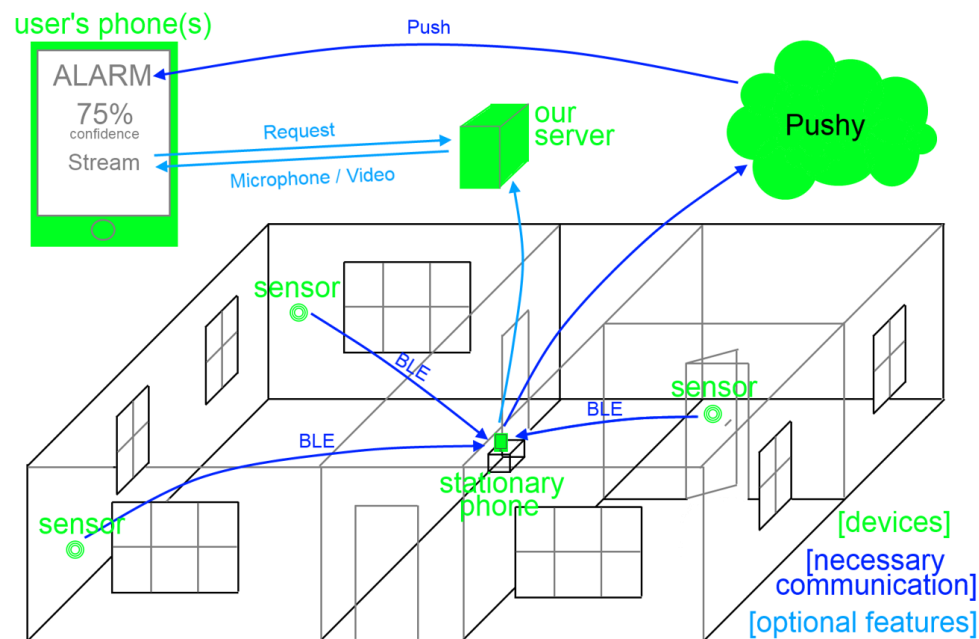 user's phone(s)
Push
ALARM
75%
confidence
Stream
Request
Microphone / Video
our
server
Pushy
sensor
BLE
sensor
BLE
BLE
sensor
stationary
phone
[devices]
[necessary
communication]
[optional features]